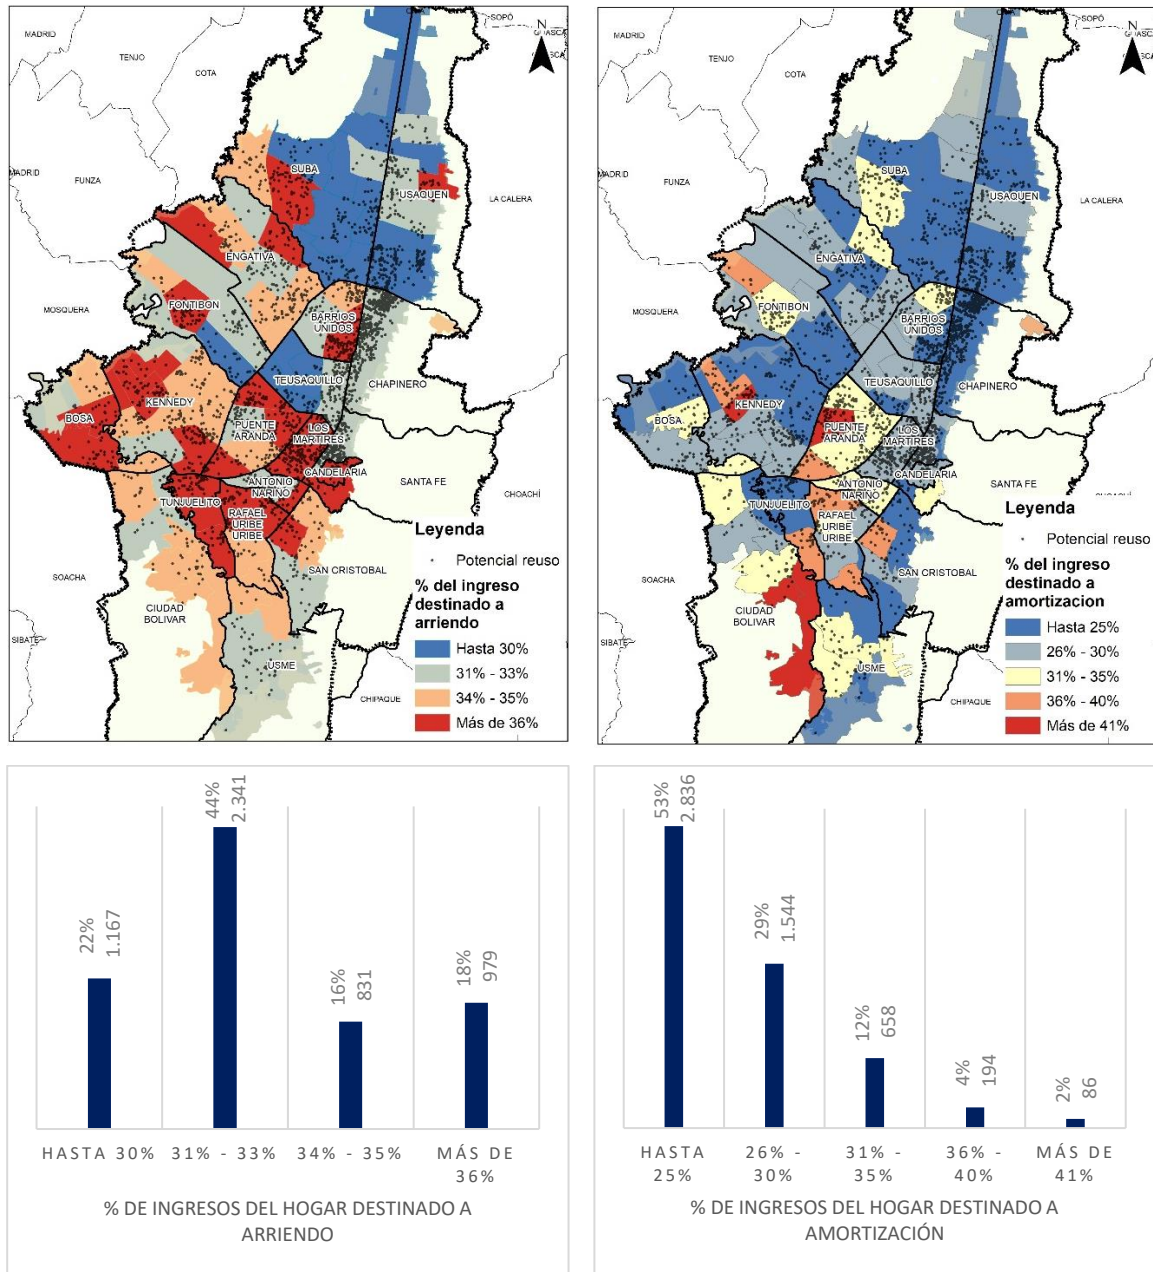 SOPÓ
MADRID
N
GUASCA
TENJO
COTA
MADRID
FUNZA
SUBA
USAQUEN
LA CALERA
ENGATIVA
MOSQUERA
FONTIBON
BARRIOS
UNIDOS
TEUSAQUILLO
CHAPINERO
BOSA
KENNEDY
PUENTE
ARANDA
LOS
MARTIRES
CANDELARIA
SANTA FE
CHOACHÍ
ANTONIO
NARIÑO
TUNJUELITO
RAFAEL
URIBE
URIBE
SAN CRISTOBAL
SOACHA
CIUDAD
BOLIVAR
SIBATE
USME
CHIPAQUE
Leyenda
Potencial reuso
% del ingreso
destinado a
arriendo
Hasta 30%
31% - 33%
34% - 35%
Más de 36%
SOPÓ
MADRID
N
GUASCA
TENJO
COTA
MADRID
FUNZA
SUBA
USAQUEN
LA CALERA
ENGATIVA
MOSQUERA
FONTIBON
BARRIOS
UNIDOS
TEUSAQUILLO
CHAPINERO
BOSA
KENNEDY
PUENTE
ARANDA
LOS
MARTIRES
CANDELARIA
SANTA FE
ANTONIO
NARIÑO
TUNJUELITO
RAFAEL
URIBE
URIBE
SAN CRISTOBAL
SOACHA
CIUDAD
BOLIVAR
SIBATE
USME
CHIPAQUE
Leyenda
Potencial reuso
% del ingreso
destinado a
amortizacion
Hasta 25%
26% - 30%
31% - 35%
36% - 40%
Más de 41%
22%
1.167
44%
2.341
16%
831
18%
979
HASTA 30%
31% - 33%
34% - 35%
MÁS DE
36%
% DE INGRESOS DEL HOGAR DESTINADO A
ARRIENDO
53%
2.836
29%
1.544
12%
658
4%
194
2%
86
HASTA
25%
26% -
30%
31% -
35%
36% -
40%
MÁS DE
41%
% DE INGRESOS DEL HOGAR DESTINADO A
AMORTIZACIÓN